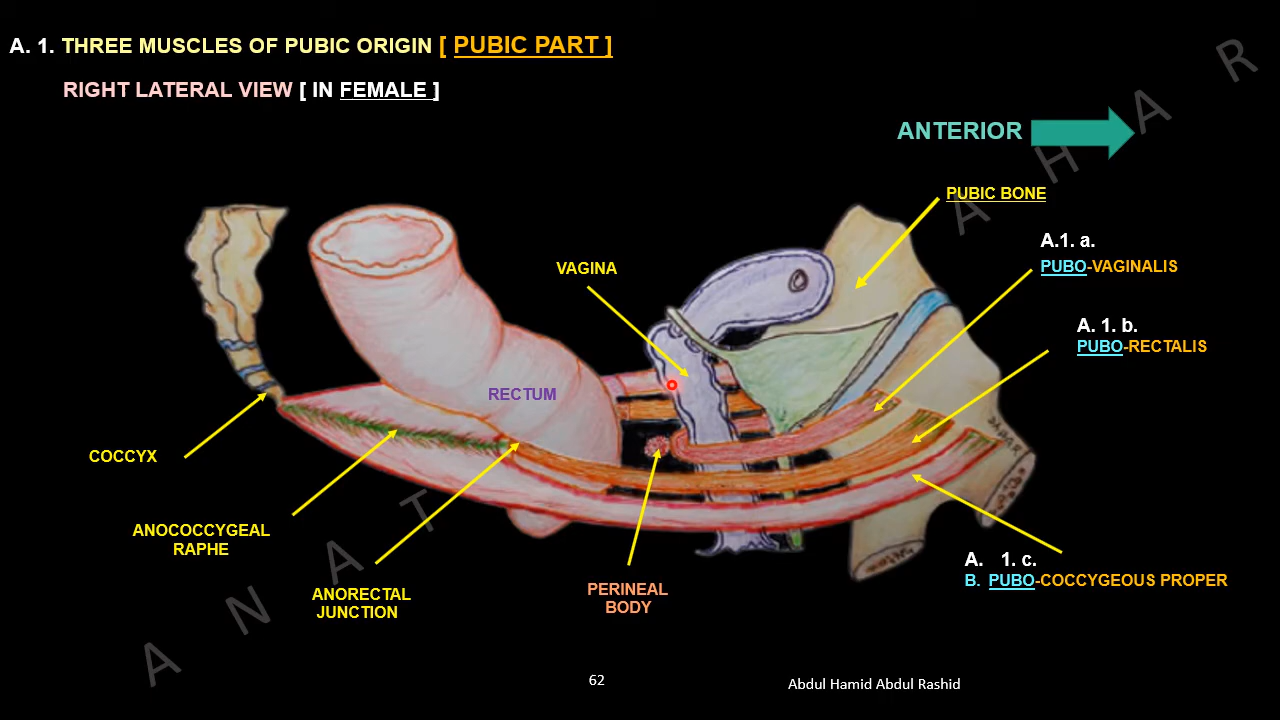 A. 1. THREE MUSCLES OF PUBIC ORIGIN [ PUBIC PART ]
RIGHT LATERAL VIEW [ IN FEMALE ]
ANTERIOR
PUBIC BONE
A.1. a.
PUBO-VAGINALIS
VAGINA
A. 1. b.
PUBO-RECTALIS
RECTUM
COCCYX
ANOCOCCYGEAL
RAPHE
ANORECTAL
JUNCTION
PERINEAL
BODY
A. 1. c.
B. PUBO-COCCYGEOUS PROPER
A N A T
A H A R
62
Abdul Hamid Abdul Rashid